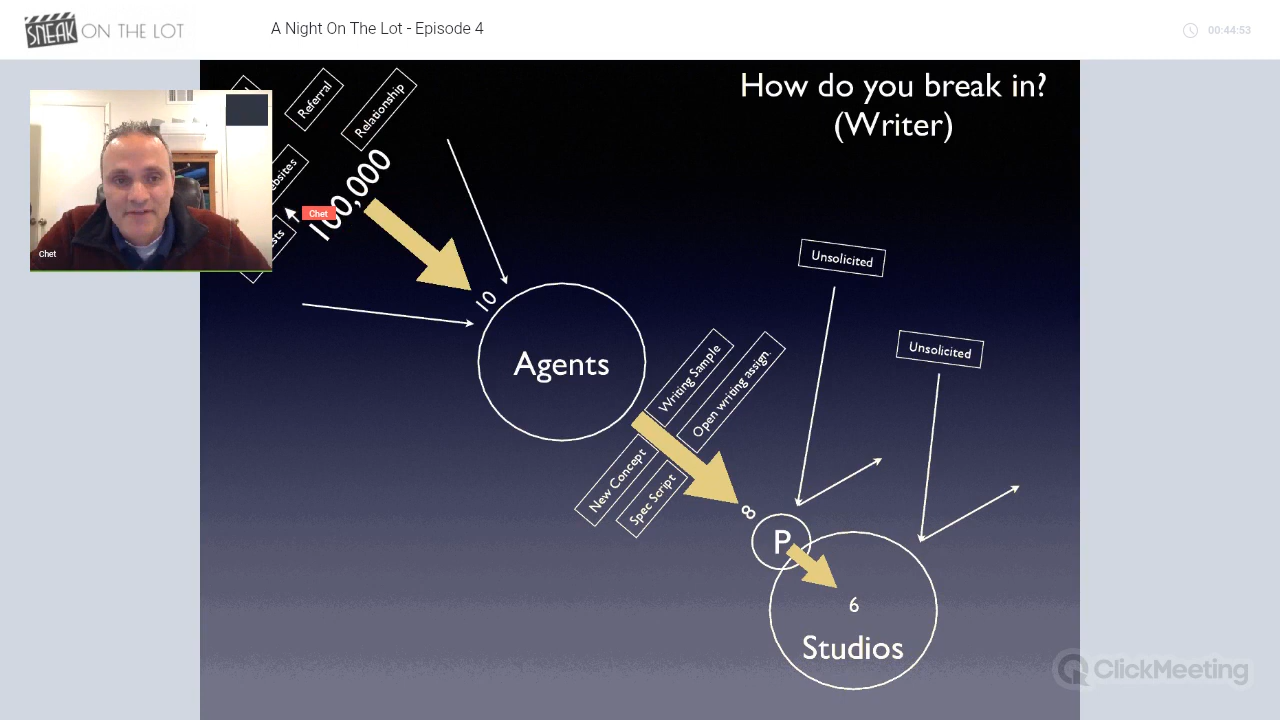 SNEAK ON THE LOT
A Night On The Lot - Episode 4
00:44:53
How do you break in?
(Writer)
Referral
Relationship
100,000
Chet
Chet
10
Agents
Unsolicited
Unsolicited
Writing Sample
Open writing assign.
New Concept
Spec Script
8
P
6
Studios
ClickMeeting